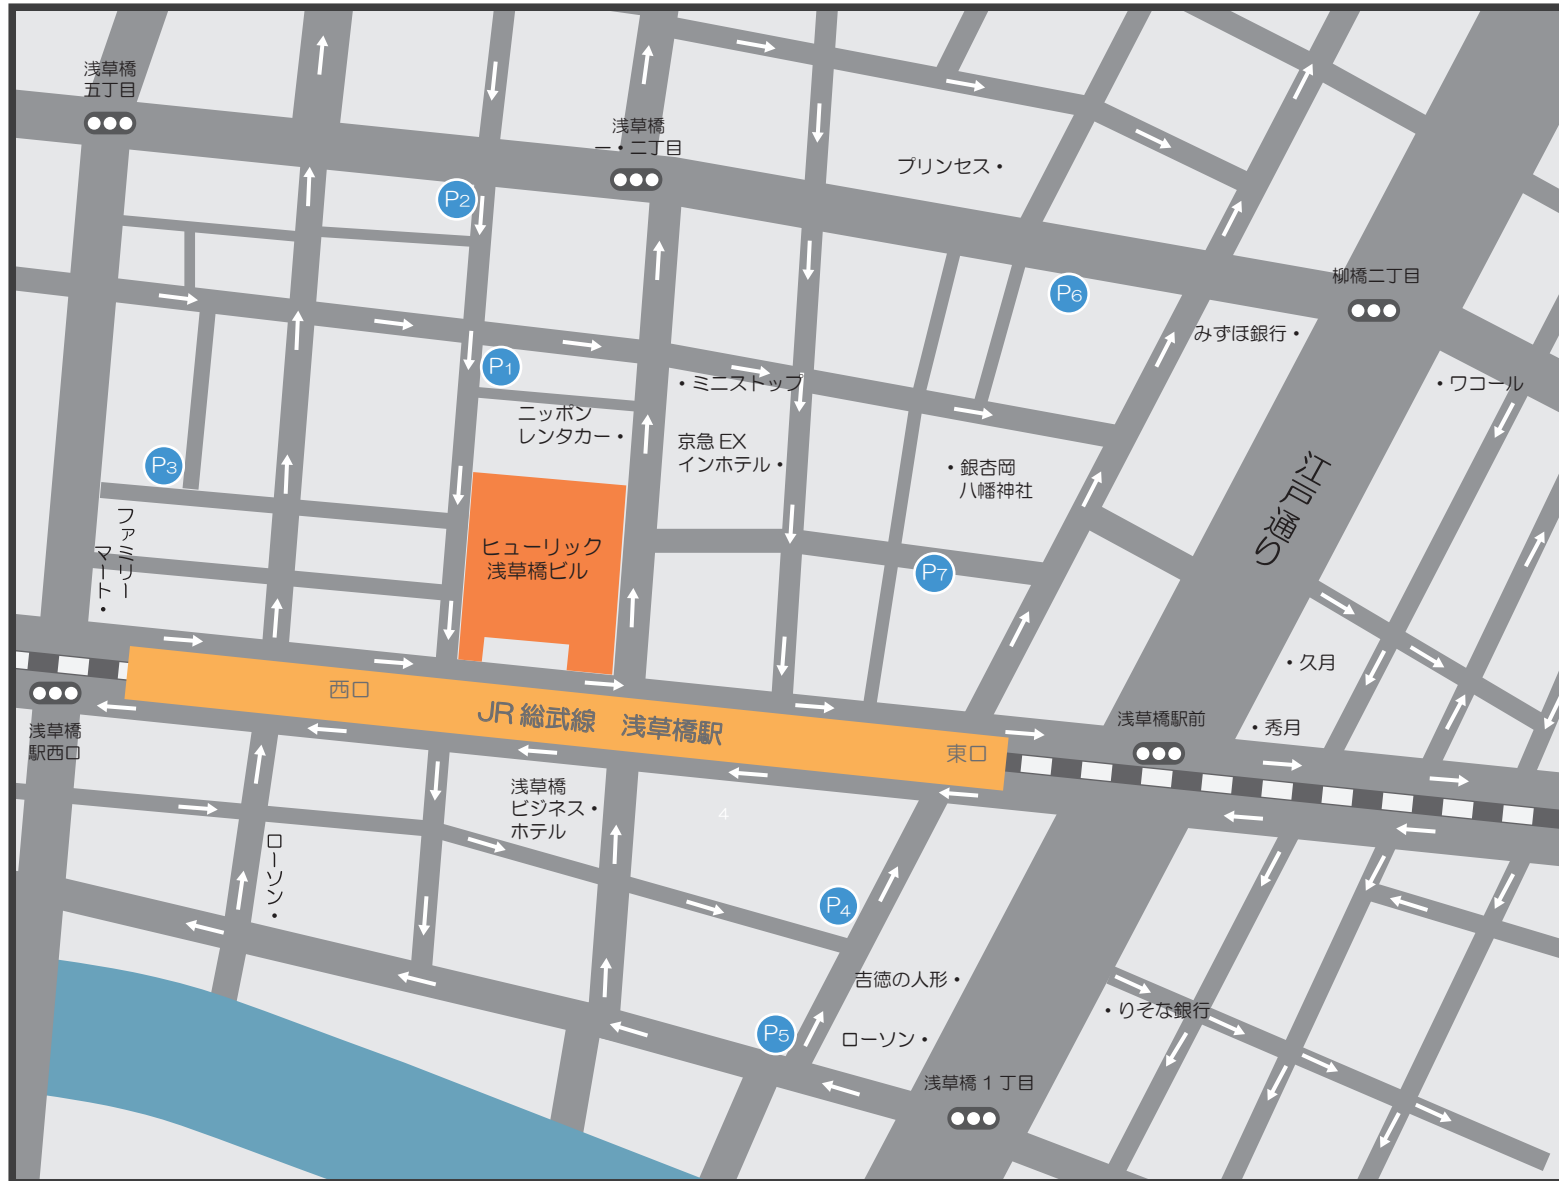 浅草橋
五丁目
浅草橋
一・二丁目
プリンセス・
P2
柳橋二丁目
P6
みずほ銀行・
P1
・ミニストップ
・ワコール
ニッポン
レンタカー・
京急 EX
インホテル・
P3
・銀杏岡
八幡神社
江戸通り
ファミリー
マート・
ヒューリック
浅草橋ビル
P7
・久月
西口
JR 総武線　浅草橋駅
東口
浅草橋駅前
・秀月
浅草橋
駅西口
浅草橋
ビジネス・
ホテル
4
ローソン・
P4
吉徳の人形・
・りそな銀行
P5
ローソン・
浅草橋 1 丁目